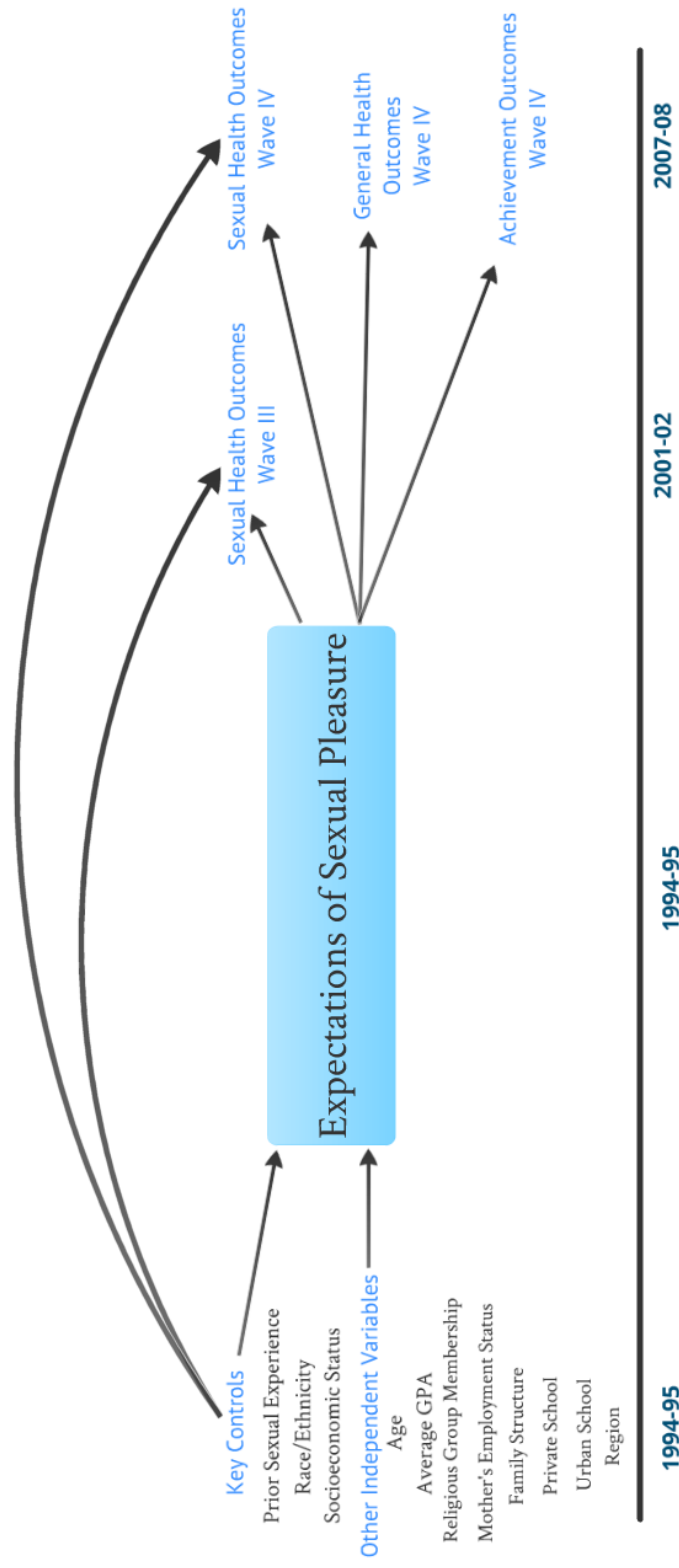 Key Controls
Prior Sexual Experience
Race/Ethnicity
Socioeconomic Status
Other Independent Variables
Age
Average GPA
Religious Group Membership
Mother's Employment Status
Family Structure
Private School
Urban School
Region
Expectations of Sexual Pleasure
Sexual Health Outcomes
Wave III
Sexual Health Outcomes
Wave IV
General Health
Outcomes
Wave IV
Achievement Outcomes
Wave IV
1994-95
1994-95
2001-02
2007-08